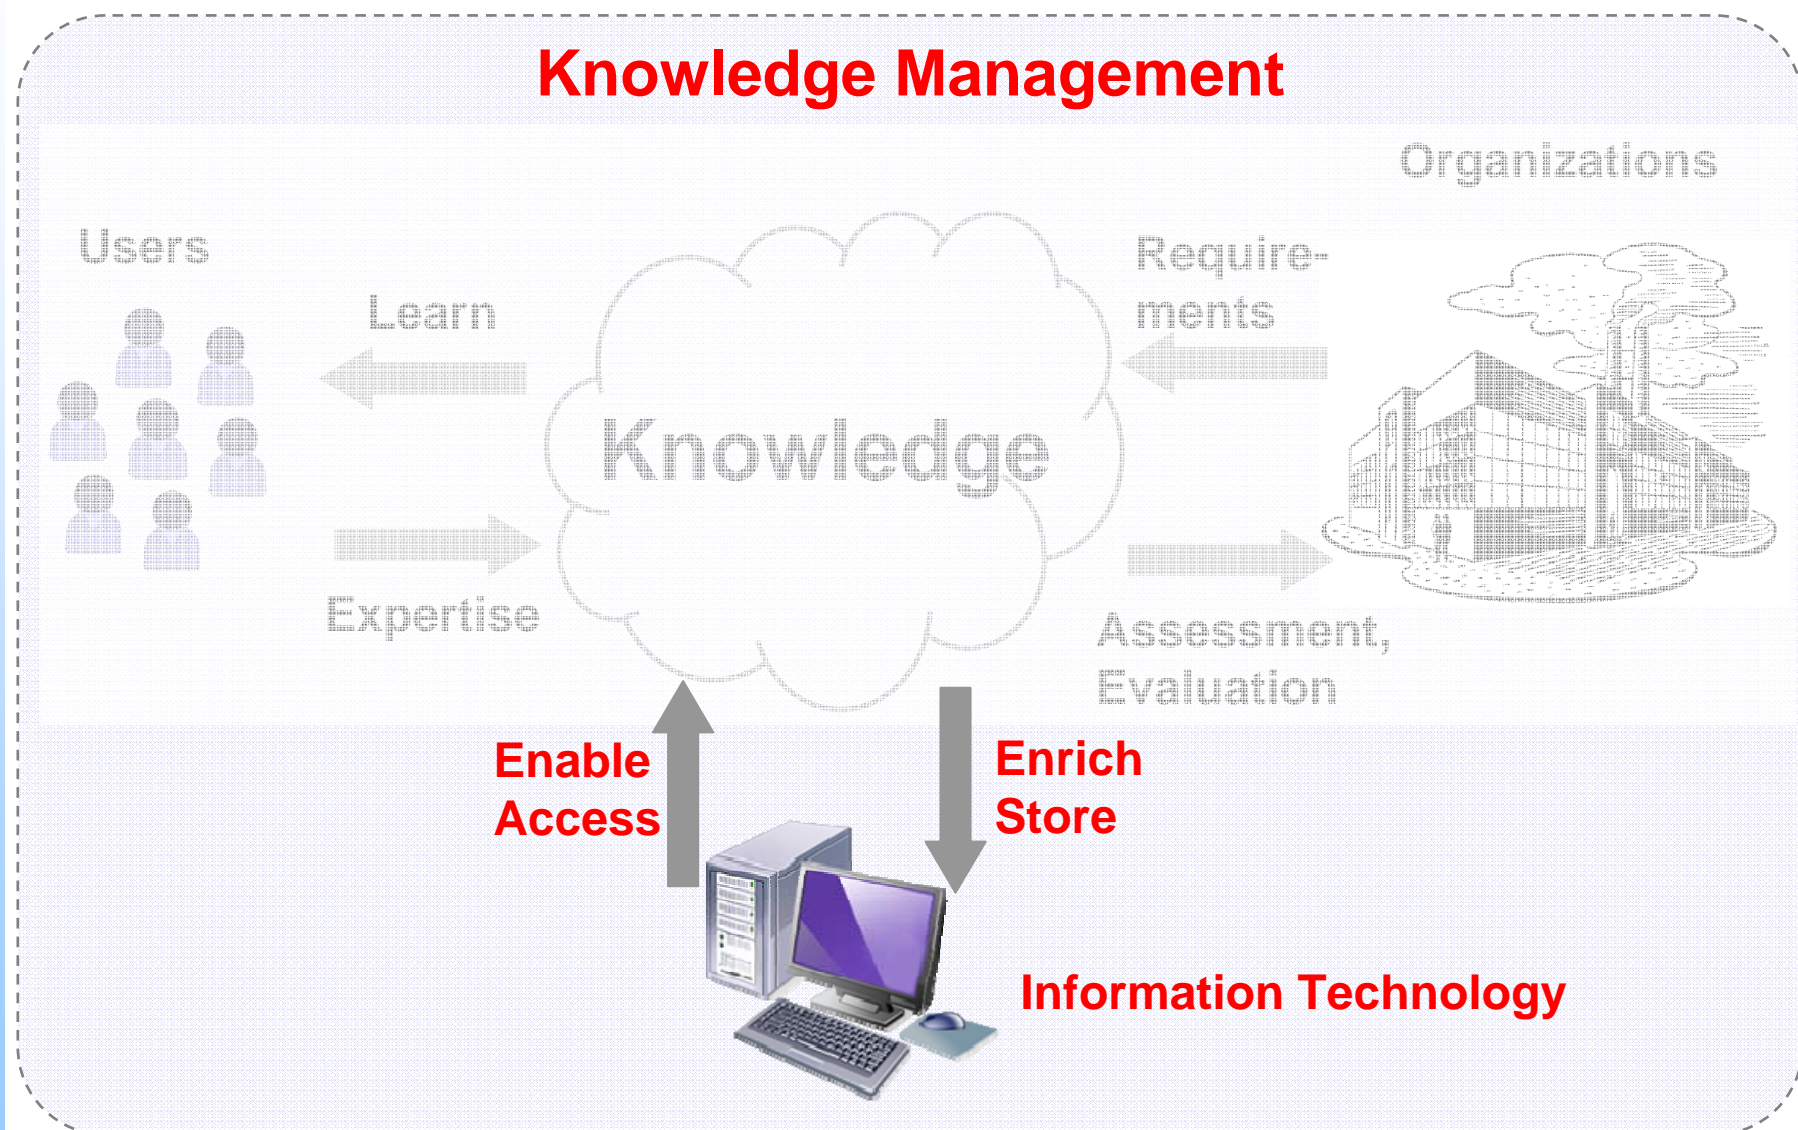 Knowledge Management
Organizations
Users
Require-
ments
Learn
Knowledge
Expertise
Assessment,
Evaluation
Enable
Access
Enrich
Store
Information Technology